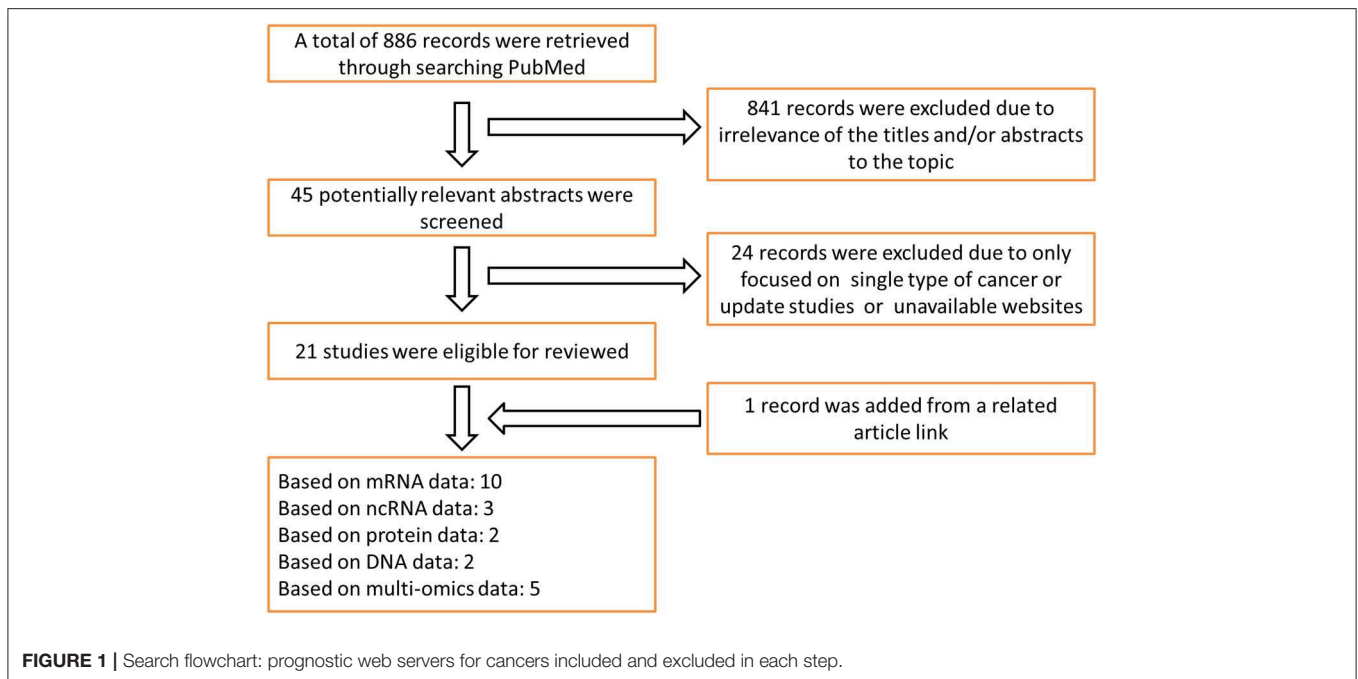 A total of 886 records were retrieved
through searching PubMed
841 records were excluded due to
irrelevance of the titles and/or abstracts
to the topic
45 potentially relevant abstracts were
screened
24 records were excluded due to only
focused on single type of cancer or
update studies or unavailable websites
21 studies were eligible for reviewed
1 record was added from a related
article link
Based on mRNA data: 10
Based on ncRNA data: 3
Based on protein data: 2
Based on DNA data: 2
Based on multi-omics data: 5
FIGURE 1 | Search flowchart: prognostic web servers for cancers included and excluded in each step.